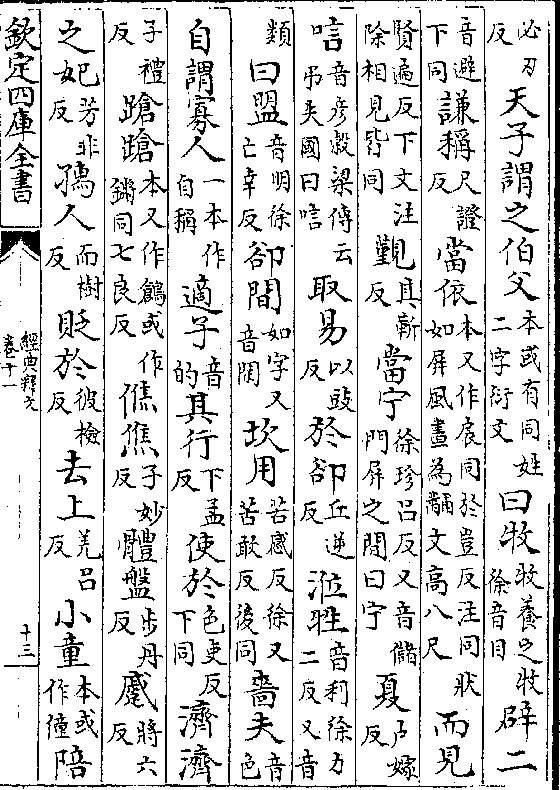 必刃反天子謂之伯父本或有同姓二字衍文曰牧牧養之牧徐音目辟二
音避下同謙稱尺證反當依本又作扆同於豈反注同狀如屏風畫為黼文高八尺而見
賢遍反下文注除相見皆同覲具靳反當宁徐珍呂反又音儲門屏之間曰宁夏戶嫁反
唁音彥穀梁傳云弔失國曰唁取易以豉反於郤丘逆反涖牲音利徐力二反又音
類曰盟音明徐亡幸反郤間如字又音閑坎用苦感反徐又苦敢反後同嗇夫色
自謂寡人一本作自稱適子音的其行下孟反使於色吏反下同濟濟
子禮反蹌蹌本又作鶬或作鏘同七良反僬僬子妙反體盤步丹反蹙將六反
之妃芳非反孺人而樹反貶於彼檢反去上羌呂反小童本或作僮陪
欽定四庫全書
經典釋文
卷十一
十三